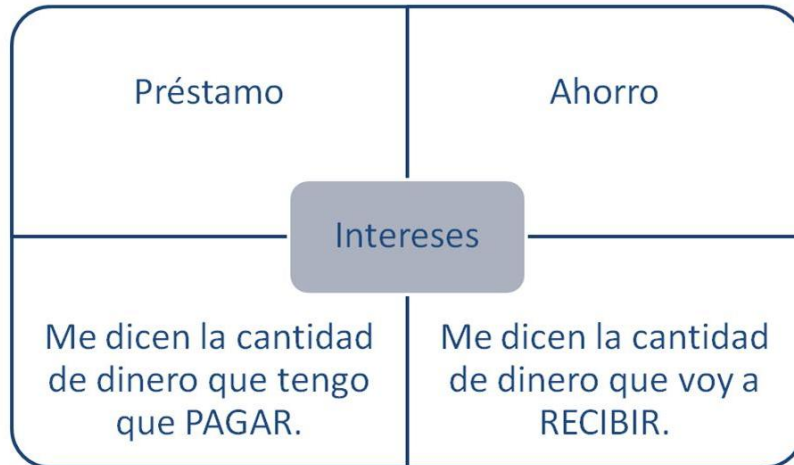 Préstamo
Ahorro
Intereses
Me dicen la cantidad
de dinero que tengo
que PAGAR.
Me dicen la cantidad
de dinero que voy a
RECIBIR.